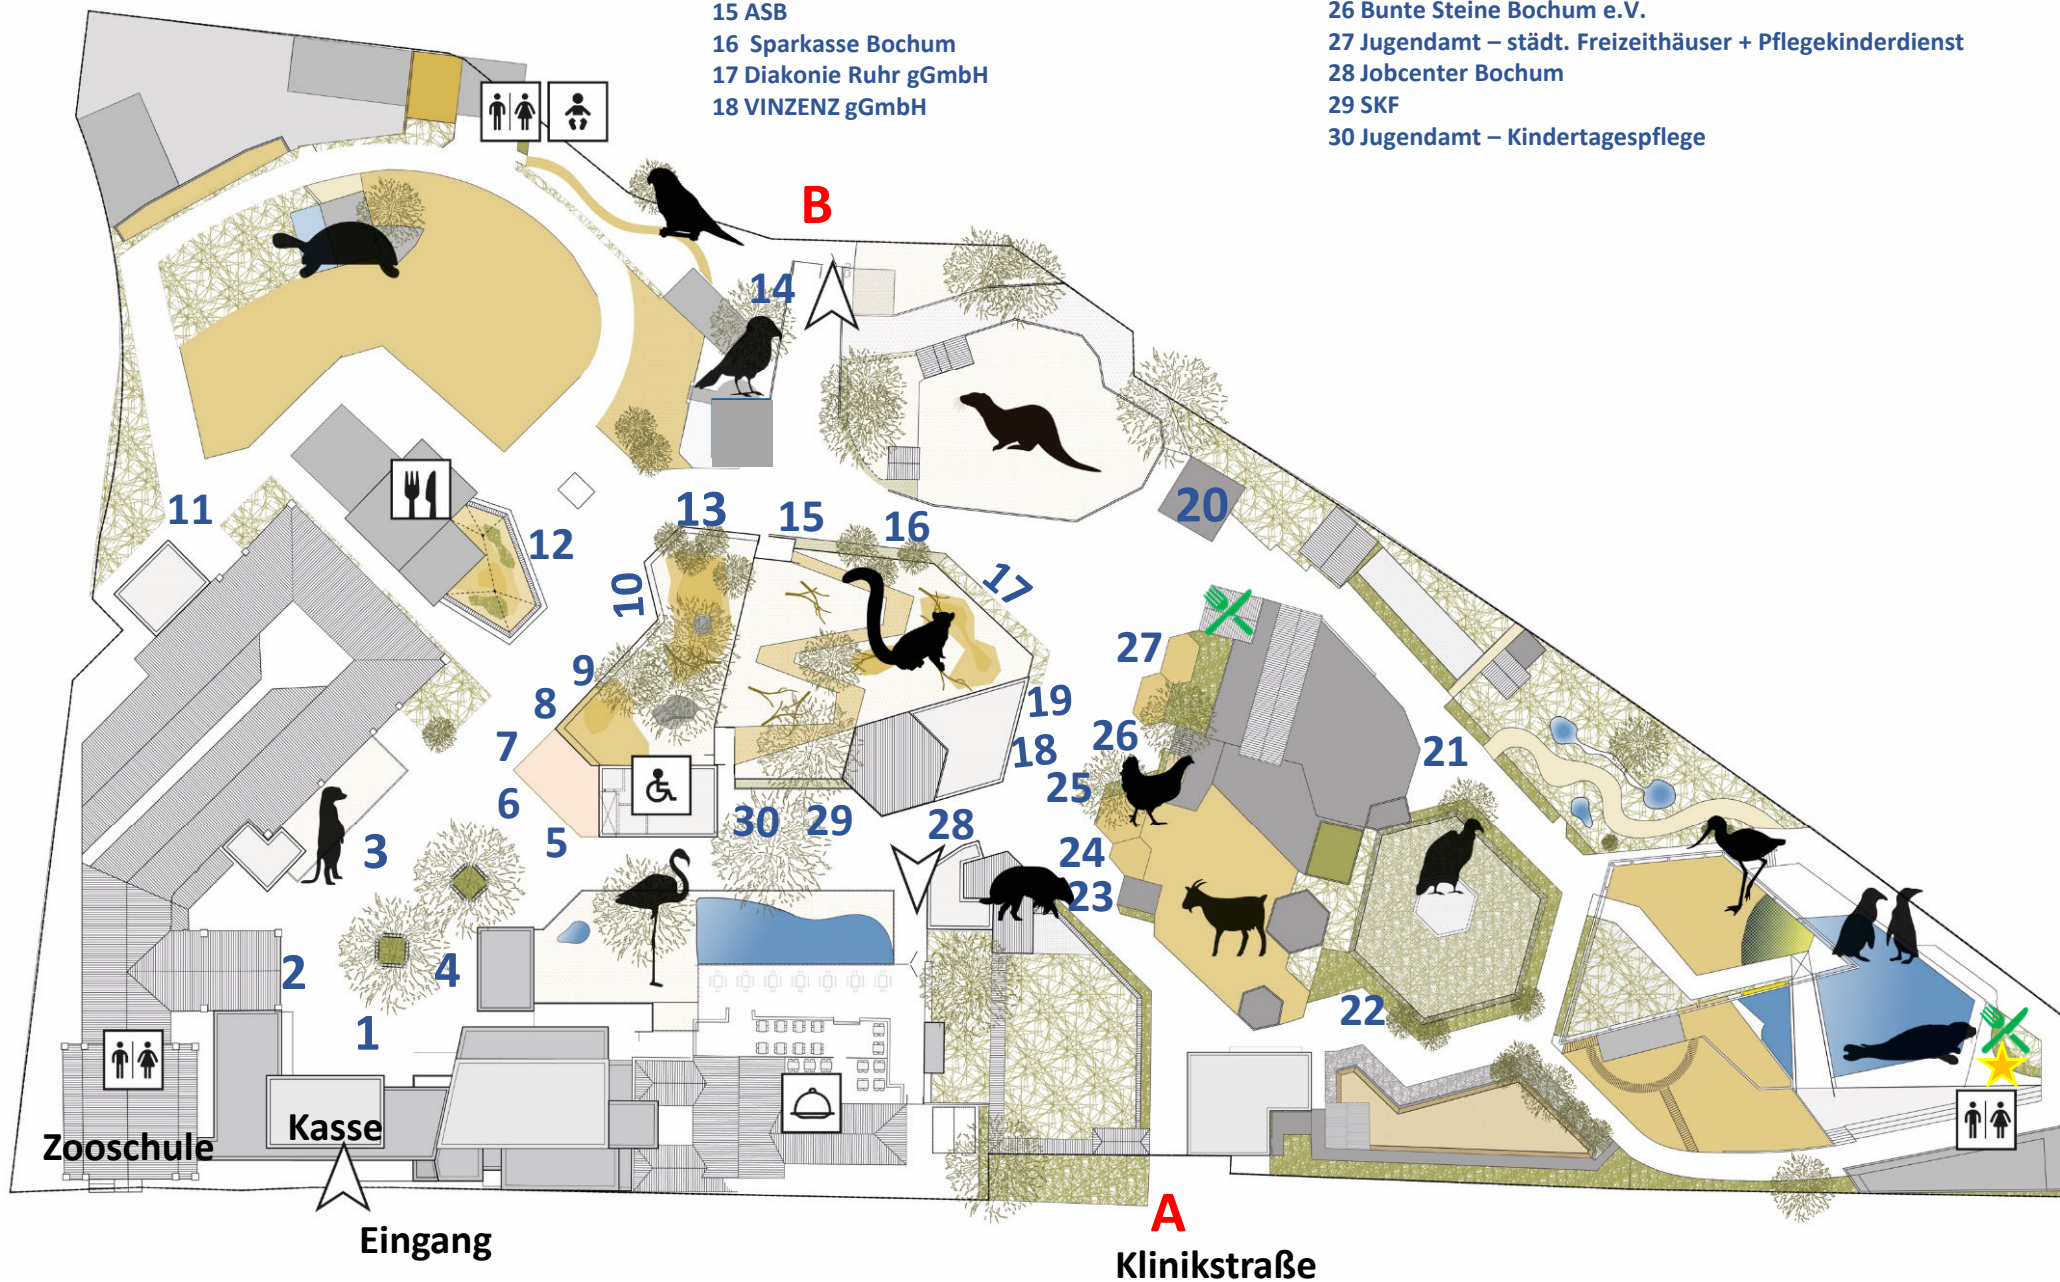 15 ASB
16 Sparkasse Bochum
17 Diakonie Ruhr gGmbH
18 VINZENZ gGmbH
26 Bunte Steine Bochum e.V.
27 Jugendamt – städt. Freizeithäuser + Pflegekinderdienst
28 Jobcenter Bochum
29 SKF
30 Jugendamt – Kindertagespflege
B
14
11
13
15
16
20
12
10
17
9
27
8
19
26
7
18
21
25
6
30
29
28
5
3
24
23
2
4
22
1
Kasse
Zooschule
A
Eingang
Klinikstraße